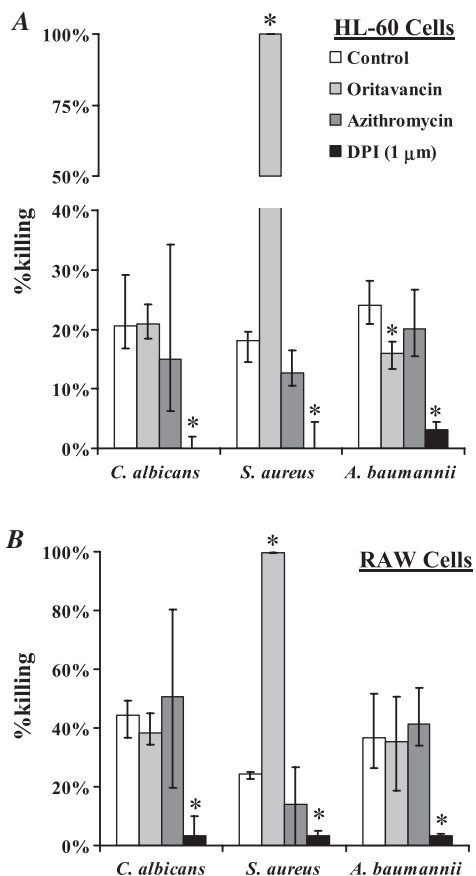 A
HL-60 Cells
Control
Oritavancin
Azithromycin
DPI (1 μm)
%killing
100%
75%
50%
40%
30%
20%
10%
0%
*
*
*
*
*
C. albicans
S. aureus
A. baumannii
B
RAW Cells
%killing
100%
80%
60%
40%
20%
0%
*
*
*
*
C. albicans
S. aureus
A. baumannii